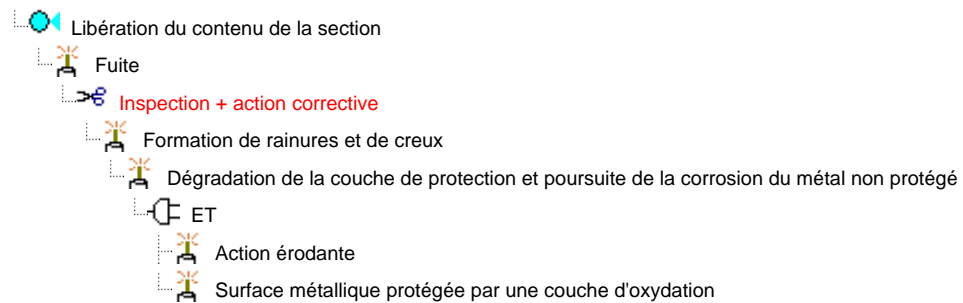 Libération du contenu de la section
Fuite
Inspection + action corrective
Formation de rainures et de creux
Dégradation de la couche de protection et poursuite de la corrosion du métal non protégé
ET
Action érodante
Surface métallique protégée par une couche d'oxydation